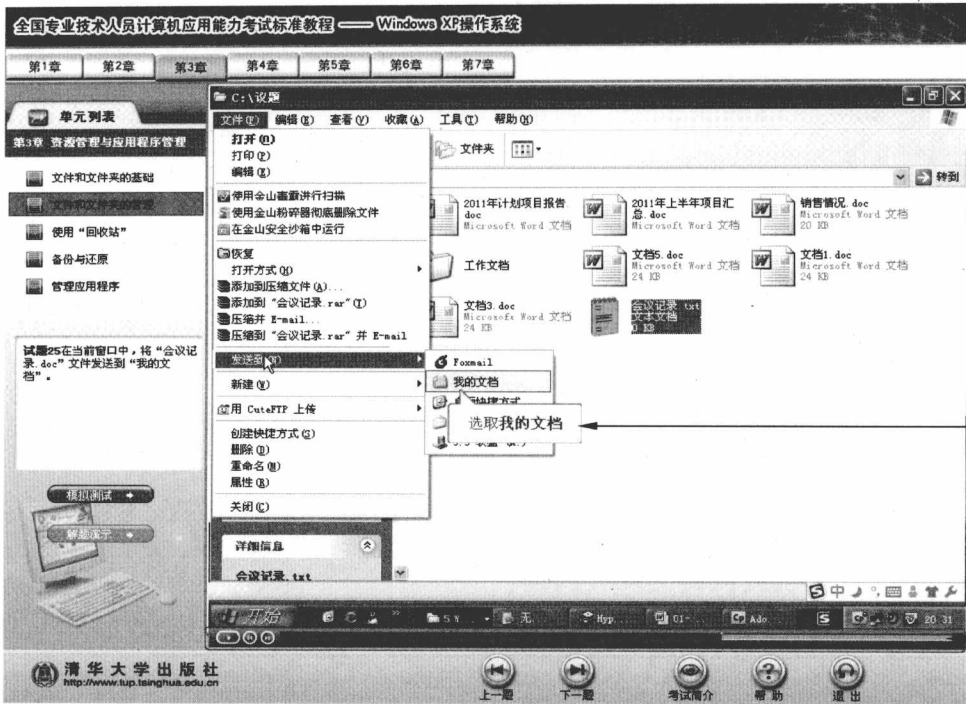 全国专业技术人员计算机应用能力考试标准教程 —— Windows XP操作系统
第1章 第2章 第3章 第4章 第5章 第6章 第7章
单元列表
第3章 资源管理与应用程序管理
文件和文件夹的基础
文件和文件夹的管理
使用“回收站”
备份与还原
管理应用程序
试题25在当前窗口中，将“会议记
录.doc”文件发送到“我的文
档”。
模拟测试
解题演示
C:\议题
文件(F) 编辑(E) 查看(V) 收藏(A) 工具(T) 帮助(H)
文件夹
转到
打开(O)
打印(P)
编辑(E)
使用金山毒霸进行扫描
使用金山粉碎器彻底删除文件
在金山安全沙箱中运行
恢复
打开方式(H)
添加到压缩文件(A)...
添加到 “会议记录.rar”(T)
压缩并 E-mail...
压缩到 “会议记录.rar” 并 E-mail
发送到(N)
新建(W)
用 CuteFTP 上传
创建快捷方式(S)
删除(D)
重命名(M)
属性(R)
关闭(C)
Foxmail
我的文档
选取我的文档
2011年计划项目报告
doc
Microsoft Word 文档
2011年上半年项目汇
总.doc
Microsoft Word 文档
销售情况.doc
Microsoft Word 文档
20 KB
工作文档
文档5.doc
Microsoft Word 文档
24 KB
文档1.doc
Microsoft Word 文档
24 KB
文档3.doc
Microsoft Word 文档
24 KB
会议记录.txt
文本文档
0 KB
详细信息
会议记录.txt
中
开始
5 Y
无
Hyp
01-
Ado
20 31
清华大学出版社
http://www.tup.tsinghua.edu.cn
上一题 下一题 考试简介 帮助 退出